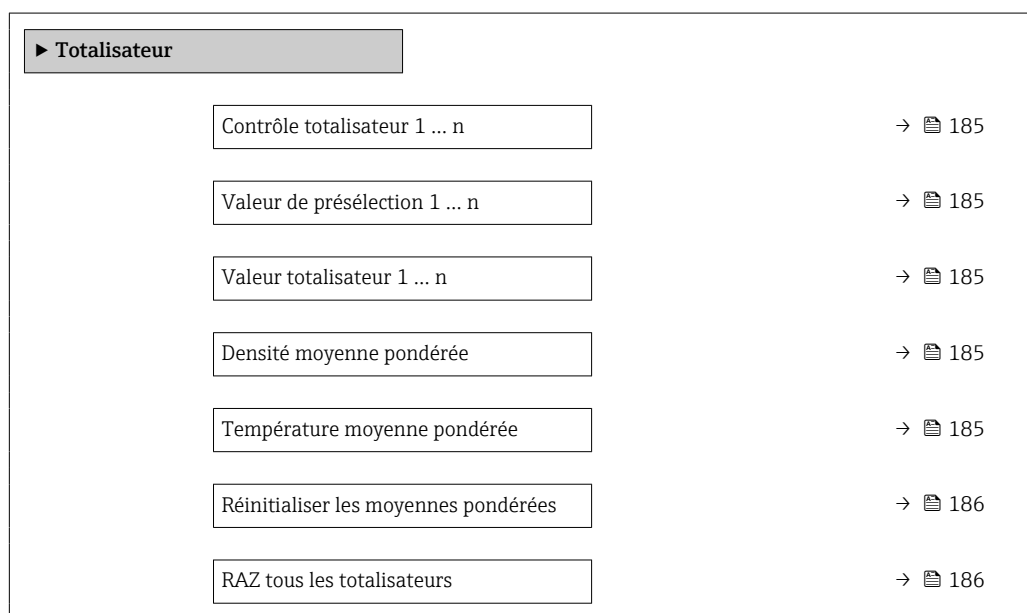 ▶ Totalisateur
Contrôle totalisateur 1 … n → 185
Valeur de présélection 1 … n → 185
Valeur totalisateur 1 … n → 185
Densité moyenne pondérée → 185
Température moyenne pondérée → 185
Réinitialiser les moyennes pondérées → 186
RAZ tous les totalisateurs → 186